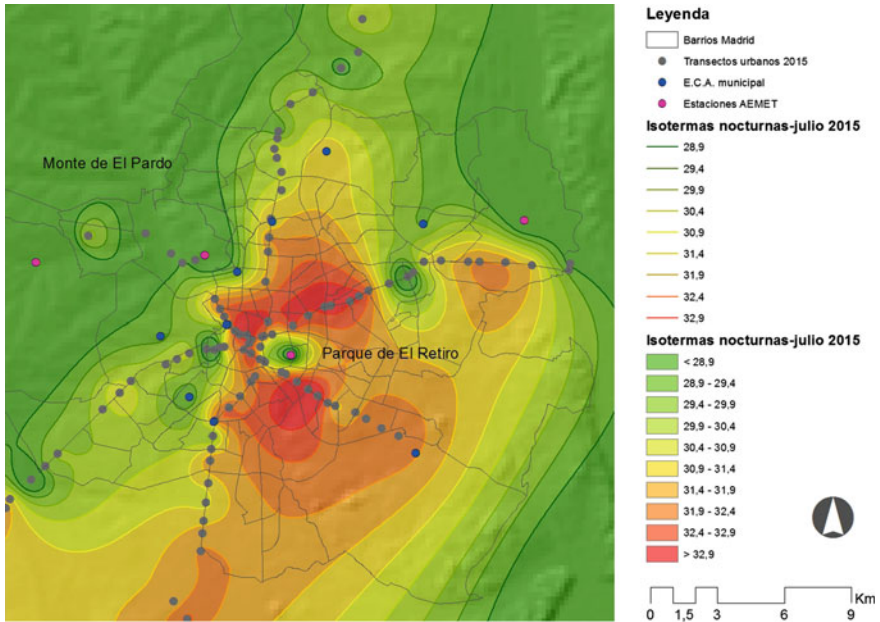 Monte de El Pardo
Parque de El Retiro
Leyenda
Barrios Madrid
Transectos urbanos 2015
E.C.A. municipal
Estaciones AEMET
Isotermas nocturnas-julio 2015
28,9
29,4
29,9
30,4
30,9
31,4
31,9
32,4
32,9
Isotermas nocturnas-julio 2015
< 28,9
28,9 - 29,4
29,4 - 29,9
29,9 - 30,4
30,4 - 30,9
30,9 - 31,4
31,4 - 31,9
31,9 - 32,4
32,4 - 32,9
> 32,9
Km
0 1,5 3 6 9